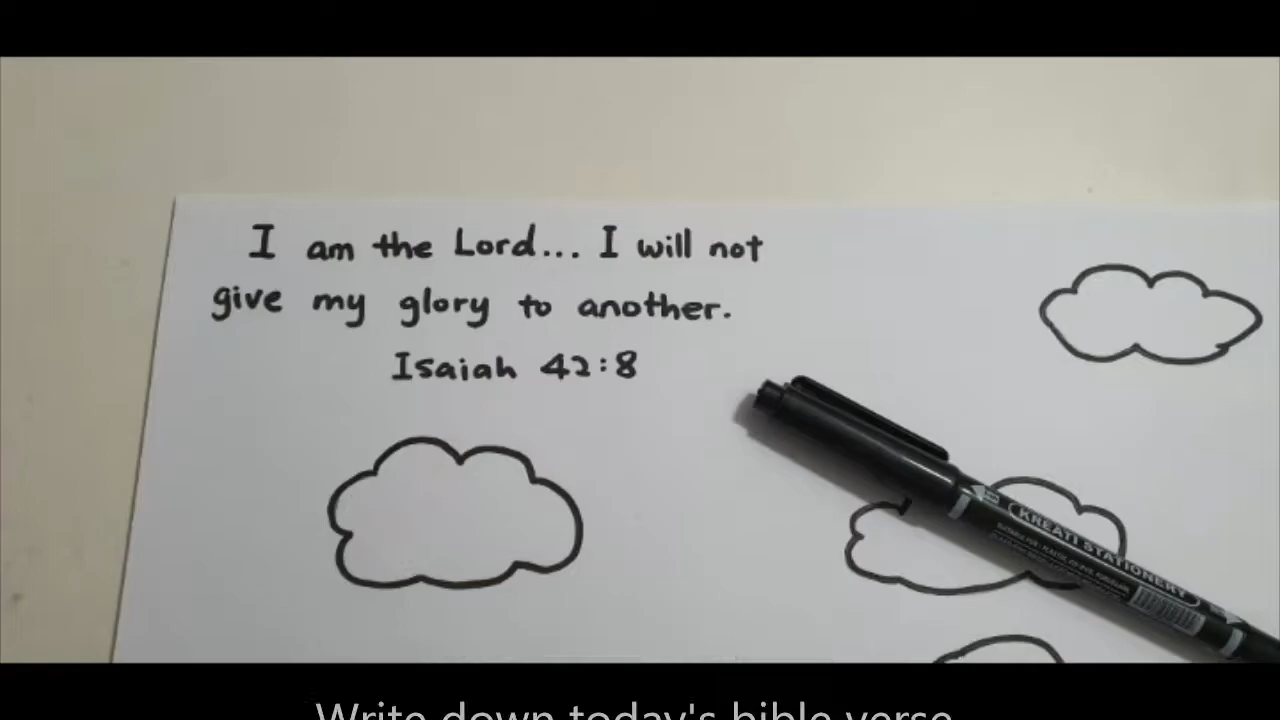 I am the Lord... I will not
give my glory to another.
Isaiah 42:8
KREATI STATIONERY
Write down today's bible verse